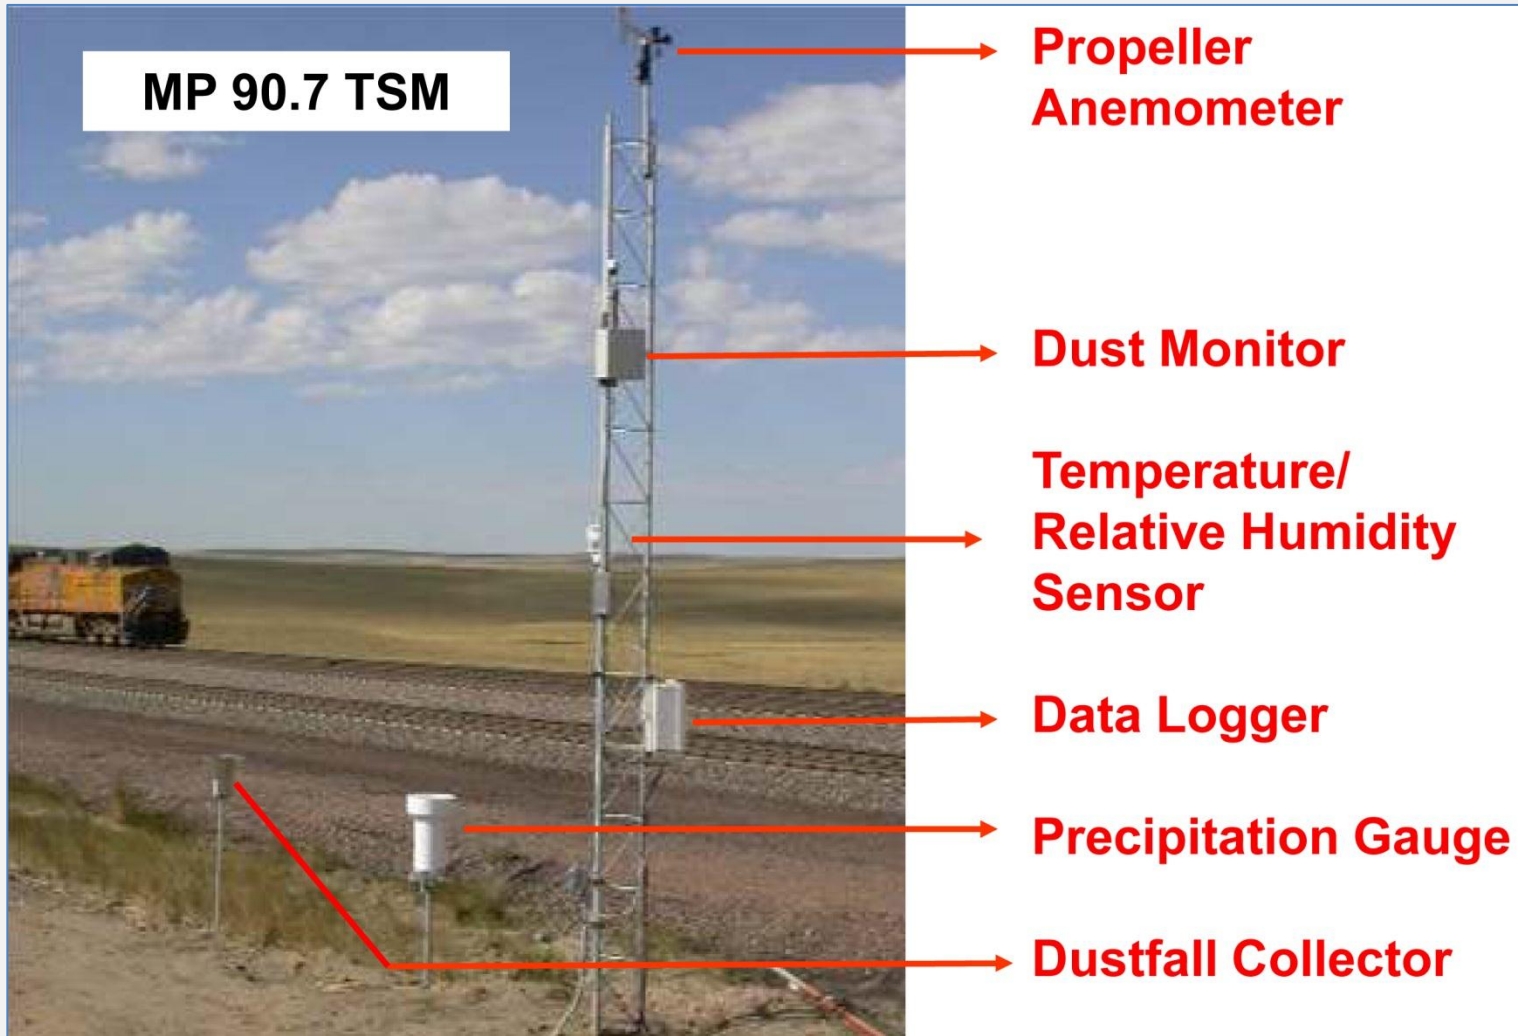 MP 90.7 TSM
Propeller
Anemometer
Dust Monitor
Temperature/
Relative Humidity
Sensor
Data Logger
Precipitation Gauge
Dustfall Collector